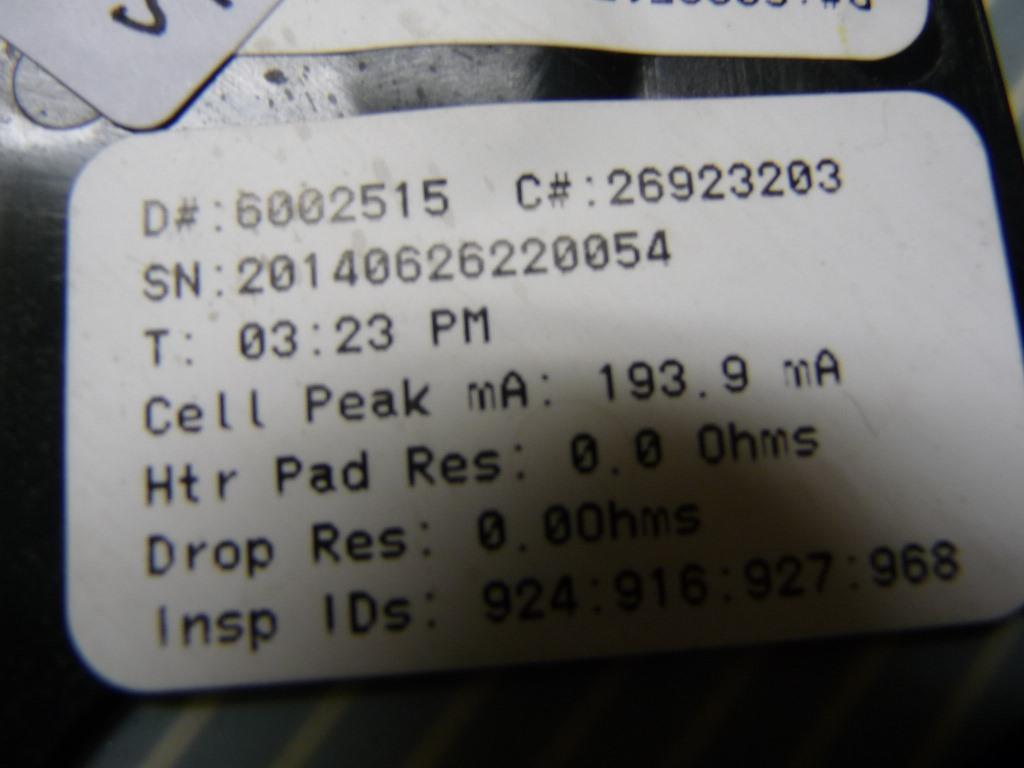 D#:6002515 C#:26923203
SN:20140626220054
T: 03:23 PM
Cell Peak mA: 193.9 mA
Htr Pad Res: 0.0 Ohms
Drop Res: 0.0Ohms
Insp IDs: 924:916:927:968